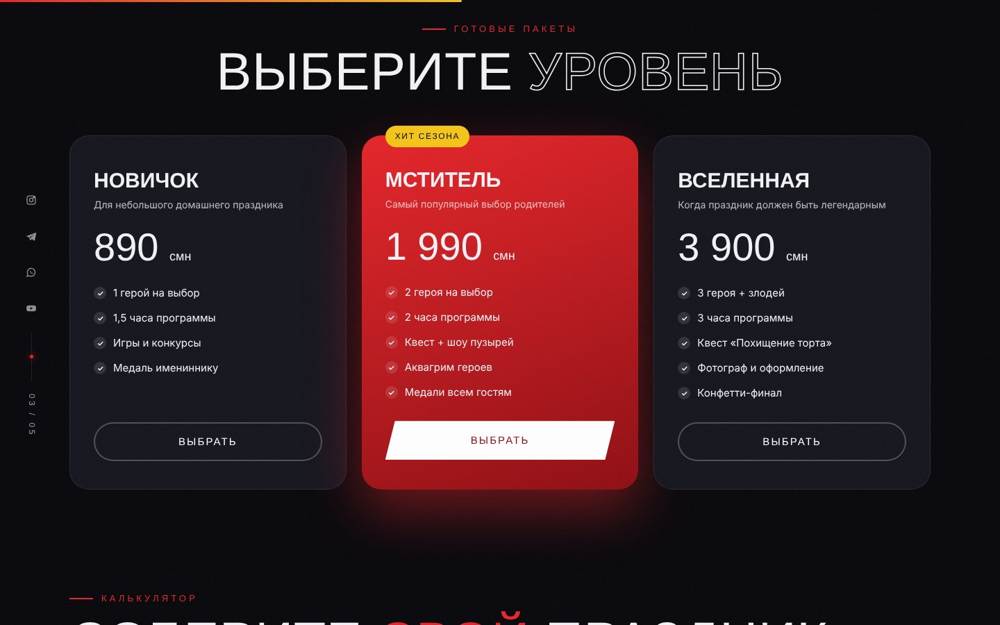 ГОТОВЫЕ ПАКЕТЫ
ВЫБЕРИТЕ УРОВЕНЬ
ХИТ СЕЗОНА
НОВИЧОК
Для небольшого домашнего праздника
890 смн
1 герой на выбор
1,5 часа программы
Игры и конкурсы
Медаль имениннику
ВЫБРАТЬ
МСТИТЕЛЬ
Самый популярный выбор родителей
1 990 смн
2 героя на выбор
2 часа программы
Квест + шоу пузырей
Аквагрим героев
Медали всем гостям
ВЫБРАТЬ
ВСЕЛЕННАЯ
Когда праздник должен быть легендарным
3 900 смн
3 героя + злодей
3 часа программы
Квест «Похищение торта»
Фотограф и оформление
Конфетти-финал
ВЫБРАТЬ
03 / 05
КАЛЬКУЛЯТОР